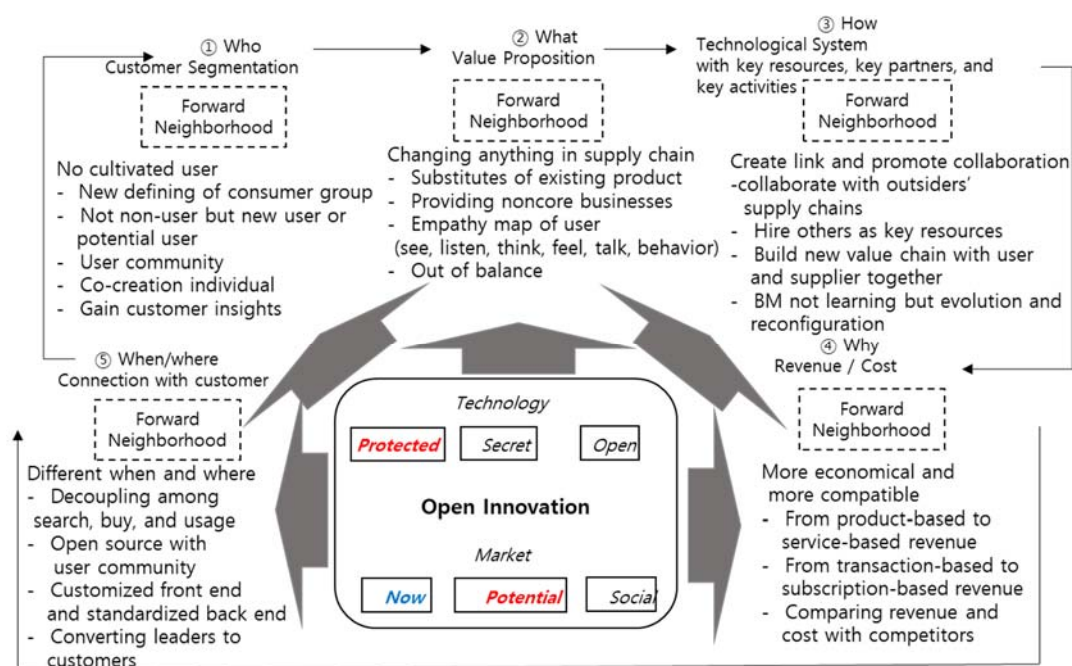 ① Who
Customer Segmentation
Forward
Neighborhood
No cultivated user
- New defining of consumer group
- Not non-user but new user or
potential user
- User community
- Co-creation individual
- Gain customer insights
② What
Value Proposition
Forward
Neighborhood
Changing anything in supply chain
- Substitutes of existing product
- Providing noncore businesses
- Empathy map of user
(see, listen, think, feel, talk, behavior)
- Out of balance
③ How
Technological System
with key resources, key partners, and
key activities
Forward
Neighborhood
Create link and promote collaboration
-collaborate with outsiders'
supply chains
- Hire others as key resources
- Build new value chain with user
and supplier together
- BM not learning but evolution and
reconfiguration
④ Why
Revenue / Cost
Forward
Neighborhood
More economical and
more compatible
- From product-based to
service-based revenue
- From transaction-based to
subscription-based revenue
- Comparing revenue and
cost with competitors
⑤ When/where
Connection with customer
Forward
Neighborhood
Different when and where
- Decoupling among
search, buy, and usage
- Open source with
user community
- Customized front end
and standardized back end
- Converting leaders to
customers
Technology
Protected
Secret
Open
Open Innovation
Market
Now
Potential
Social